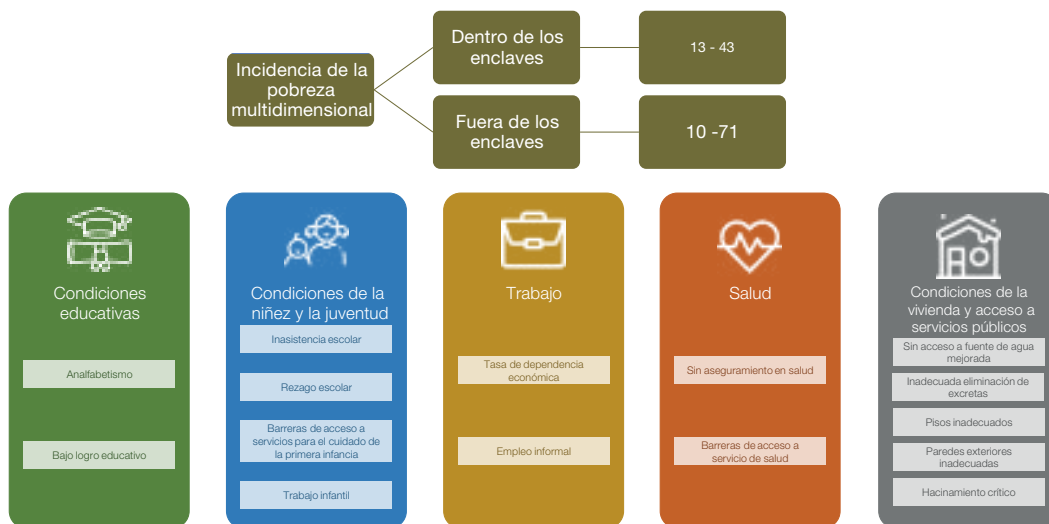 Incidencia de la
pobreza
multidimensional
Dentro de los
enclaves
13 - 43
Fuera de los
enclaves
10 -71
Condiciones
educativas
Analfabetismo
Bajo logro educativo
Condiciones de la
niñez y la juventud
Inasistencia escolar
Rezago escolar
Barreras de acceso a
servicios para el cuidado de
la primera infancia
Trabajo infantil
Trabajo
Tasa de dependencia
económica
Empleo informal
Salud
Sin aseguramiento en salud
Barreras de acceso a
servicio de salud
Condiciones de la
vivienda y acceso a
servicios públicos
Sin acceso a fuente de agua
mejorada
Inadecuada eliminación de
excretas
Pisos inadecuados
Paredes exteriores
inadecuadas
Hacinamiento crítico